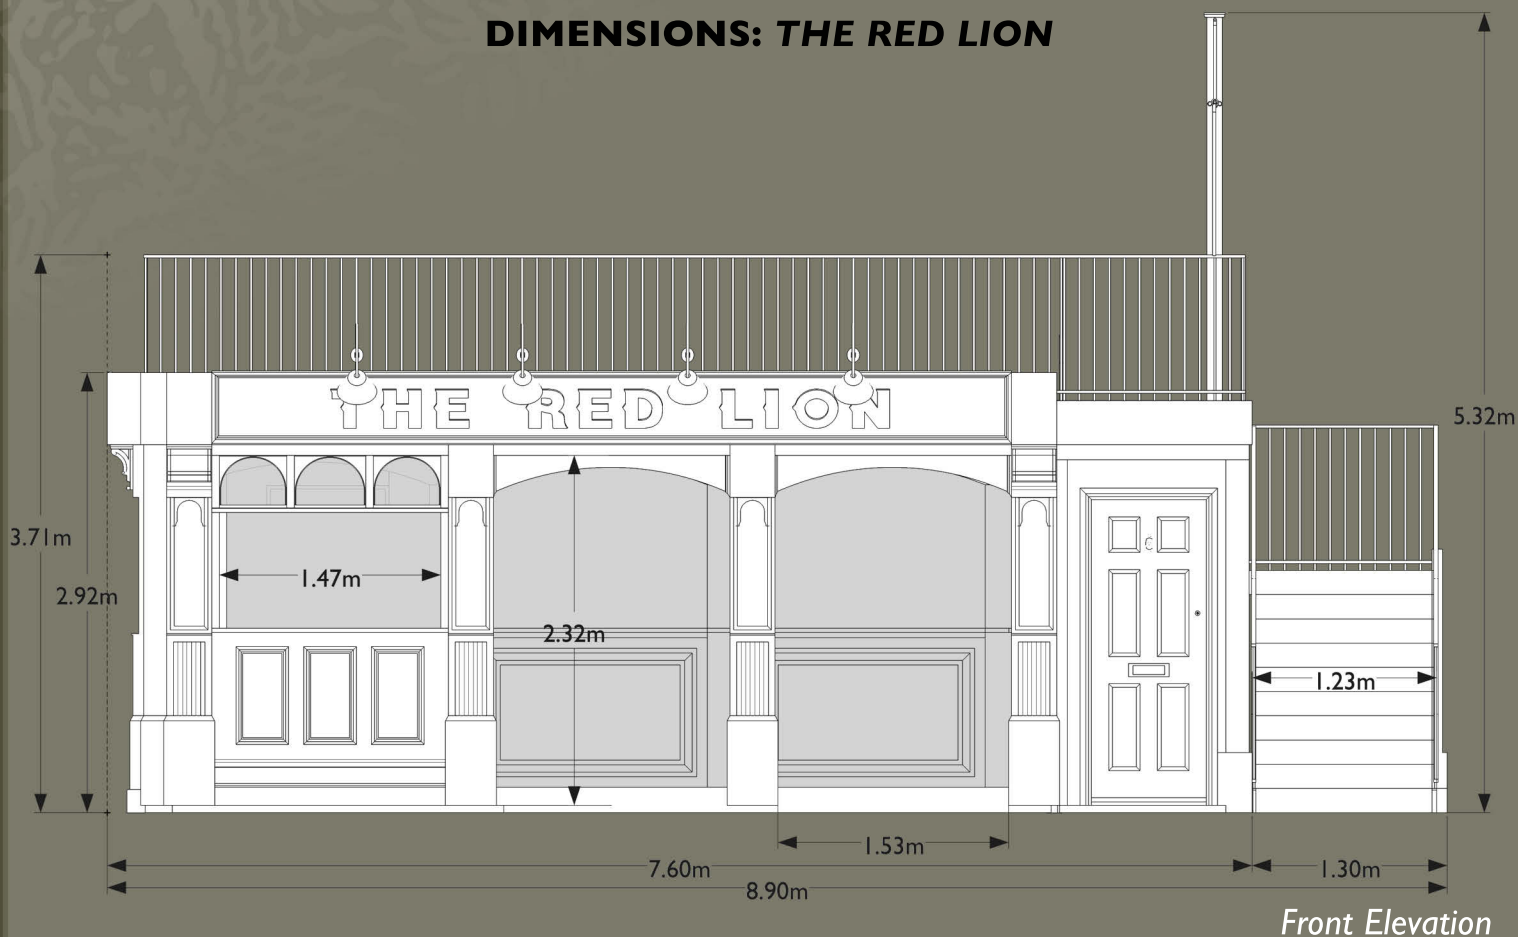 DIMENSIONS: THE RED LION
THE RED LION
5.32m
3.71m
2.92m
1.47m
2.32m
1.23m
1.53m
7.60m
1.30m
8.90m
Front Elevation